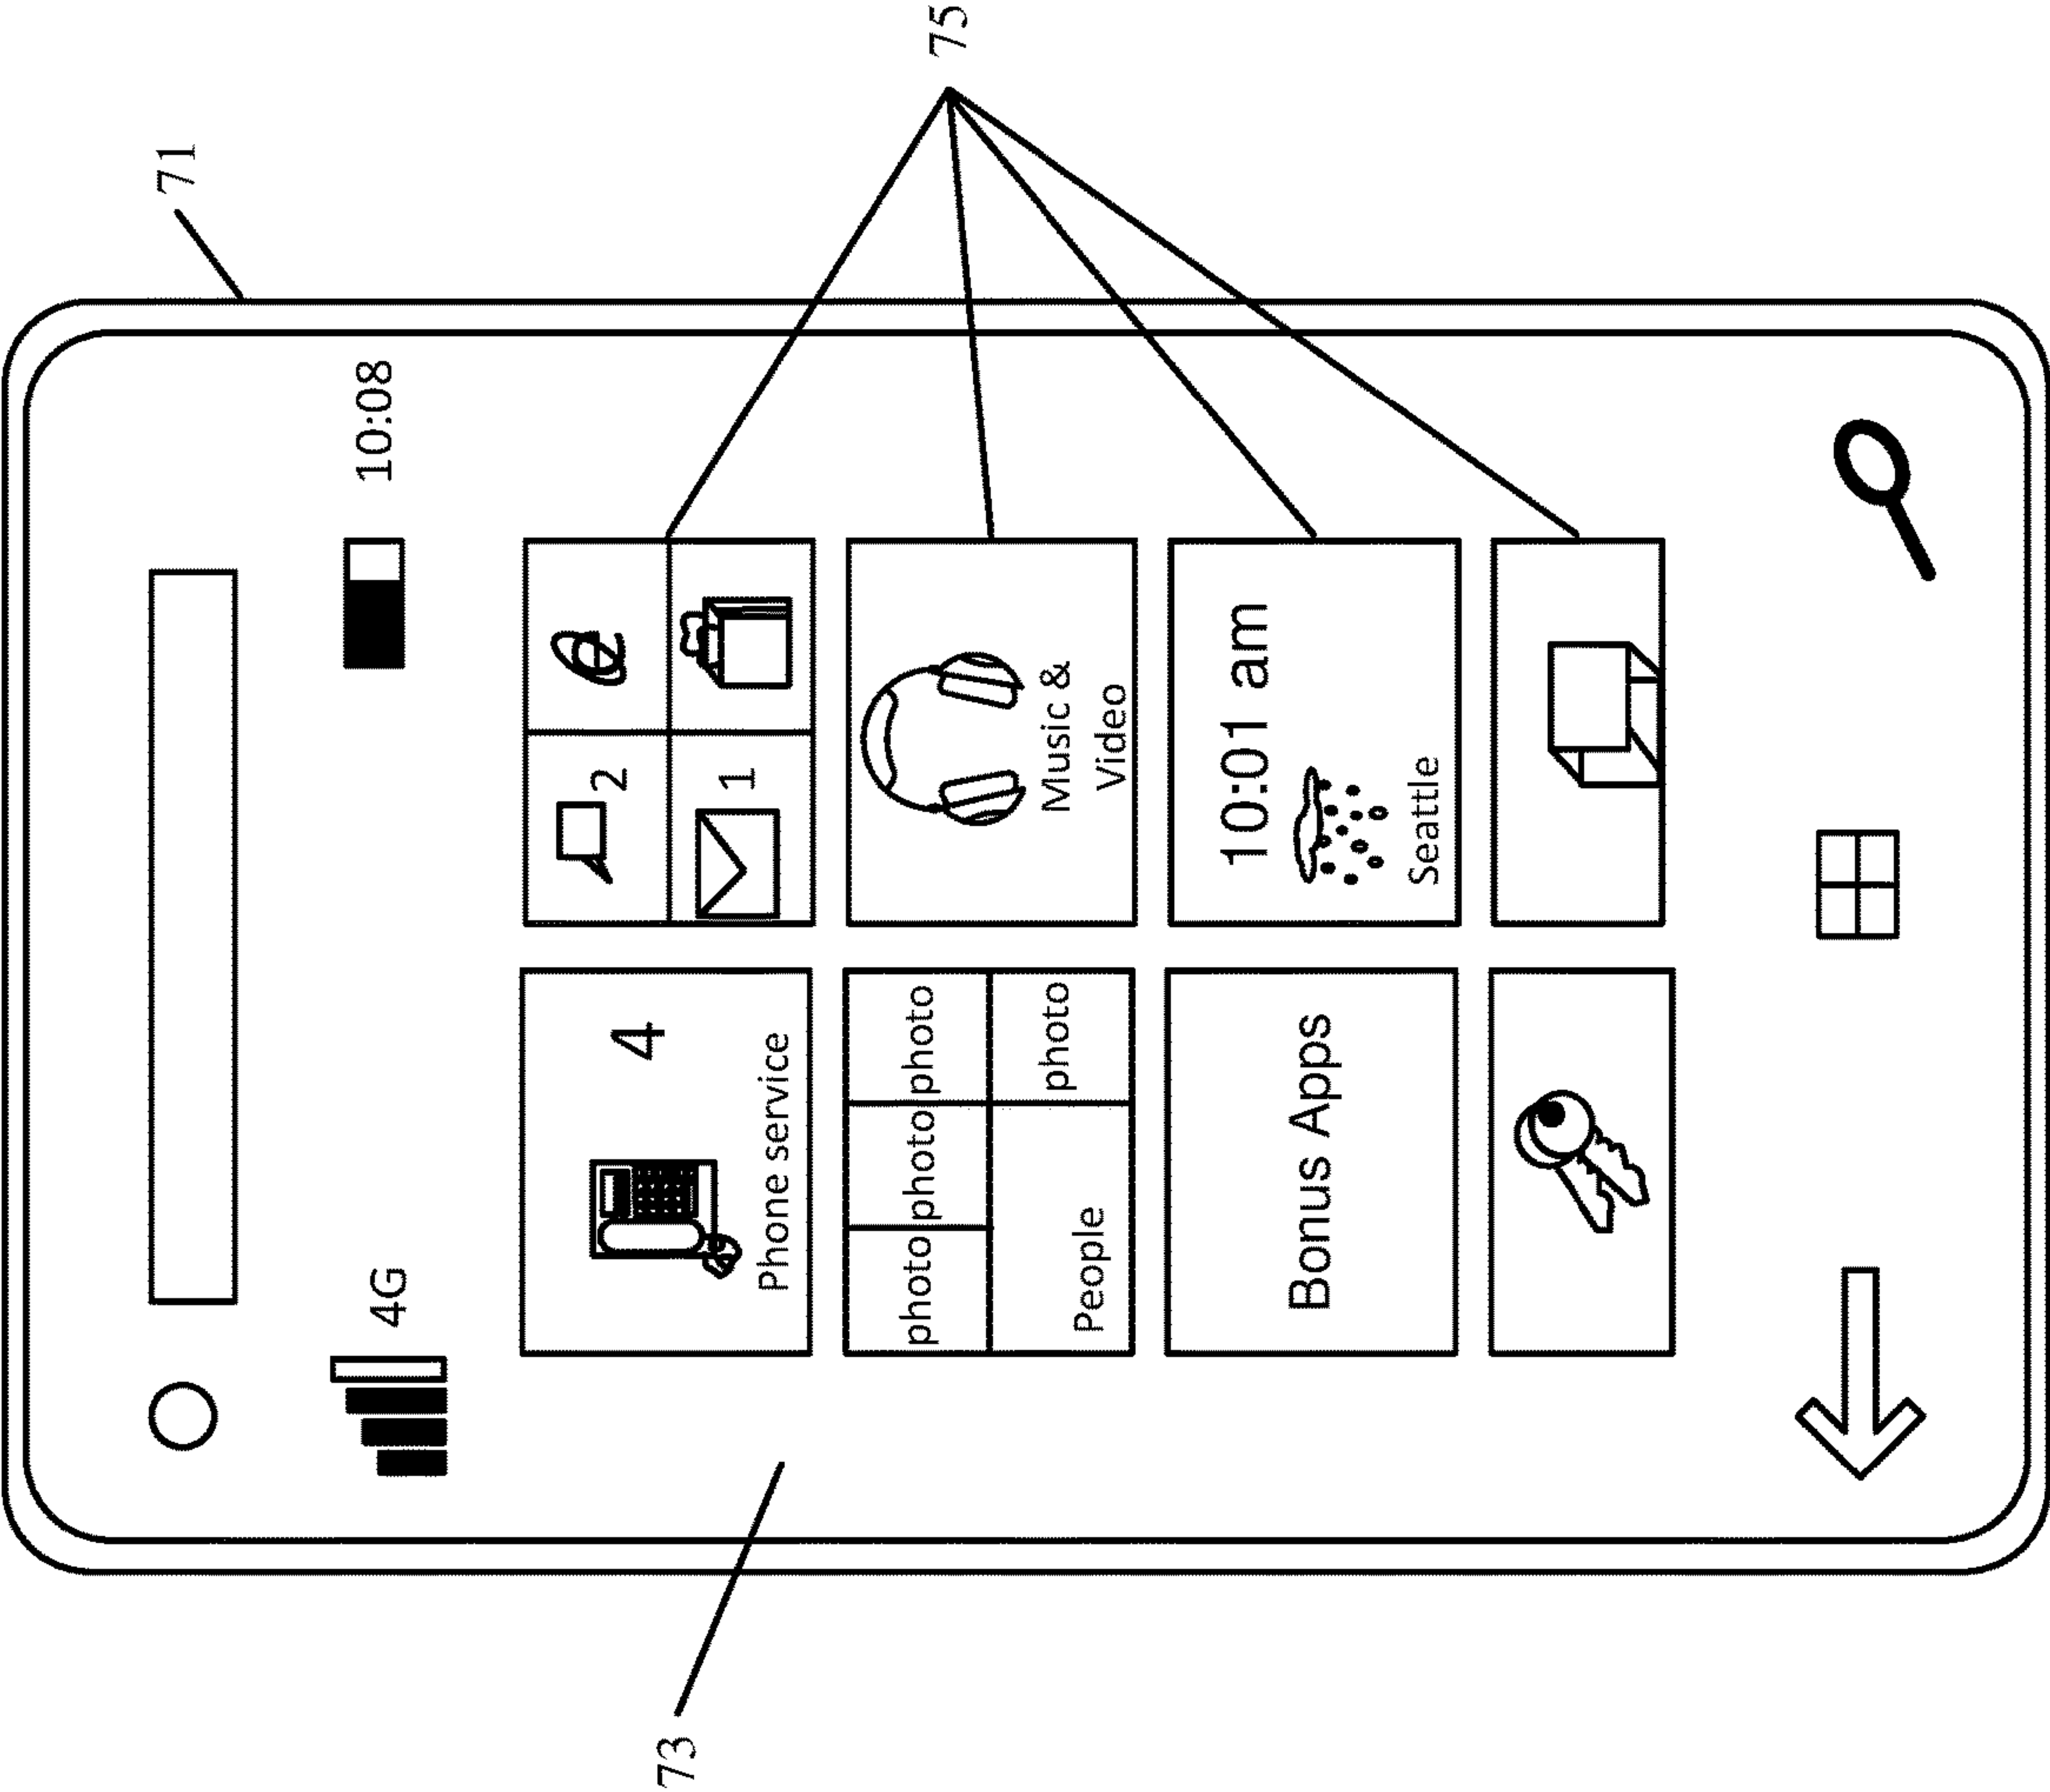 71
75
73
4G
10:08
4
Phone service
2
1
photo photo photo
photo
People
Music &
Video
Bonus Apps
10:01 am
Seattle